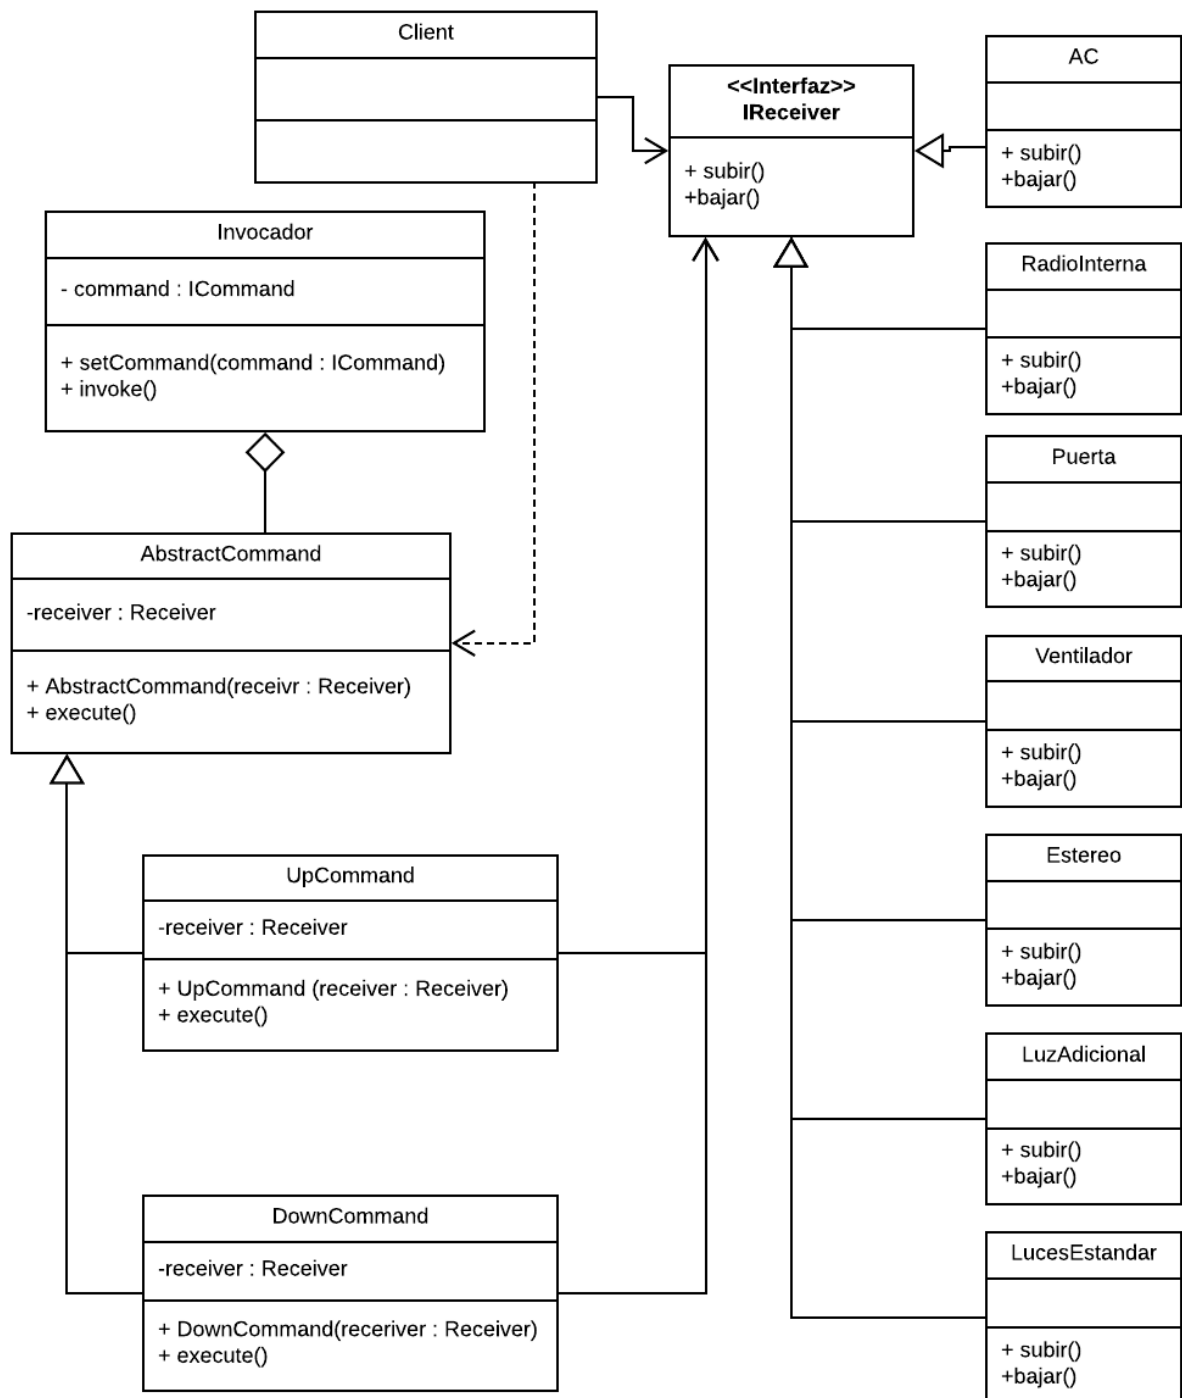 Client
<<Interfaz>>
IReceiver
+ subir()
+bajar()
AC
+ subir()
+bajar()
Invocador
- command : ICommand
+ setCommand(command : ICommand)
+ invoke()
RadioInterna
+ subir()
+bajar()
Puerta
+ subir()
+bajar()
AbstractCommand
-receiver : Receiver
+ AbstractCommand(receivr : Receiver)
+ execute()
Ventilador
+ subir()
+bajar()
UpCommand
-receiver : Receiver
+ UpCommand (receiver : Receiver)
+ execute()
Estereo
+ subir()
+bajar()
LuzAdicional
+ subir()
+bajar()
DownCommand
-receiver : Receiver
+ DownCommand(receriver : Receiver)
+ execute()
LucesEstandar
+ subir()
+bajar()